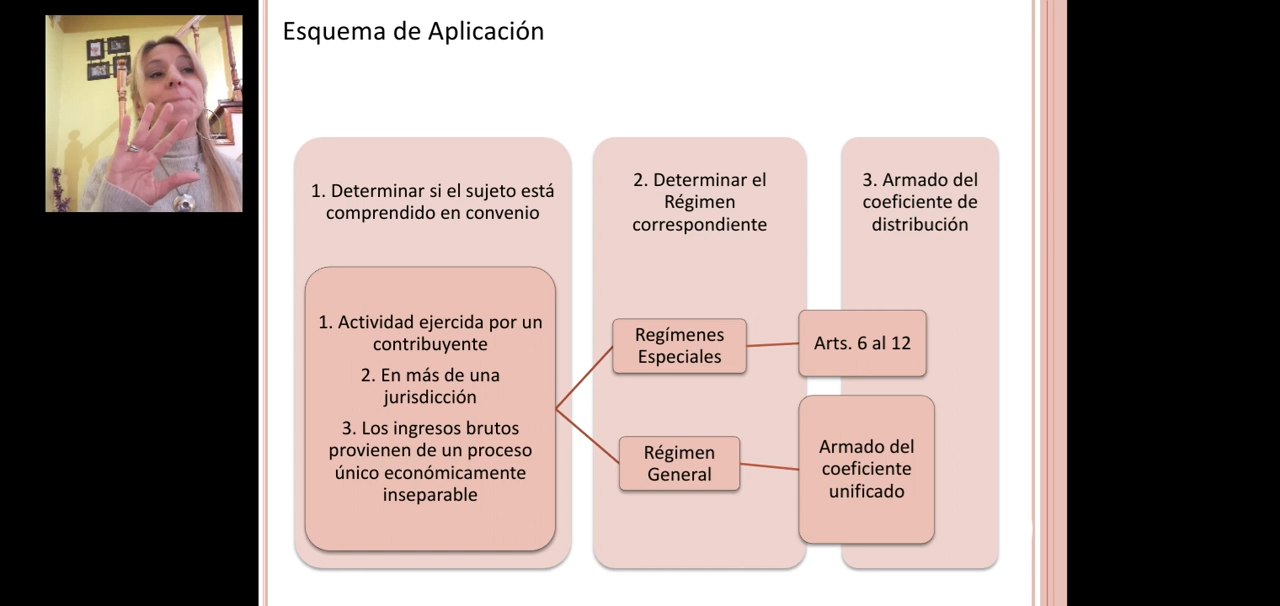 Esquema de Aplicación
1. Determinar si el sujeto está
comprendido en convenio
1. Actividad ejercida por un
contribuyente
2. En más de una
jurisdicción
3. Los ingresos brutos
provienen de un proceso
único económicamente
inseparable
2. Determinar el
Régimen
correspondiente
Regímenes
Especiales
Régimen
General
3. Armado del
coeficiente de
distribución
Arts. 6 al 12
Armado del
coeficiente
unificado